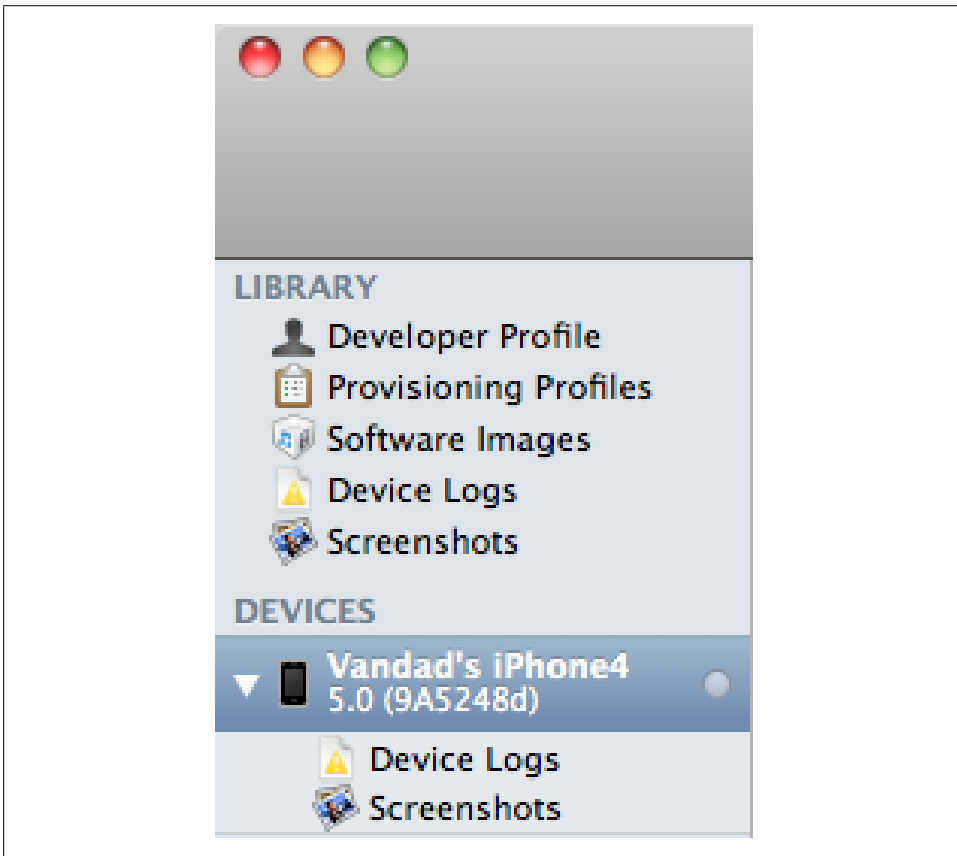 LIBRARY
Developer Profile
Provisioning Profiles
Software Images
Device Logs
Screenshots
DEVICES
Vandad's iPhone4
5.0 (9A5248d)
Device Logs
Screenshots